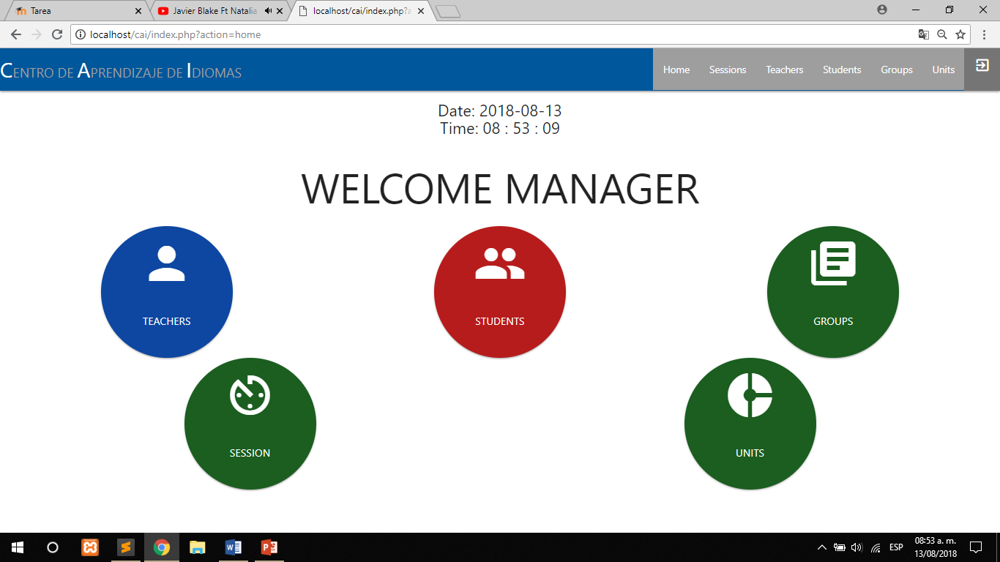 Tarea
Javier Blake Ft Natalia
localhost/cai/index.php?a
localhost/cai/index.php?action=home
CENTRO DE APRENDIZAJE DE IDIOMAS
Home Sessions Teachers Students Groups Units
Date: 2018-08-13
Time: 08 : 53 : 09
WELCOME MANAGER
TEACHERS
STUDENTS
GROUPS
SESSION
UNITS
ESP
08:53 a. m.
13/08/2018